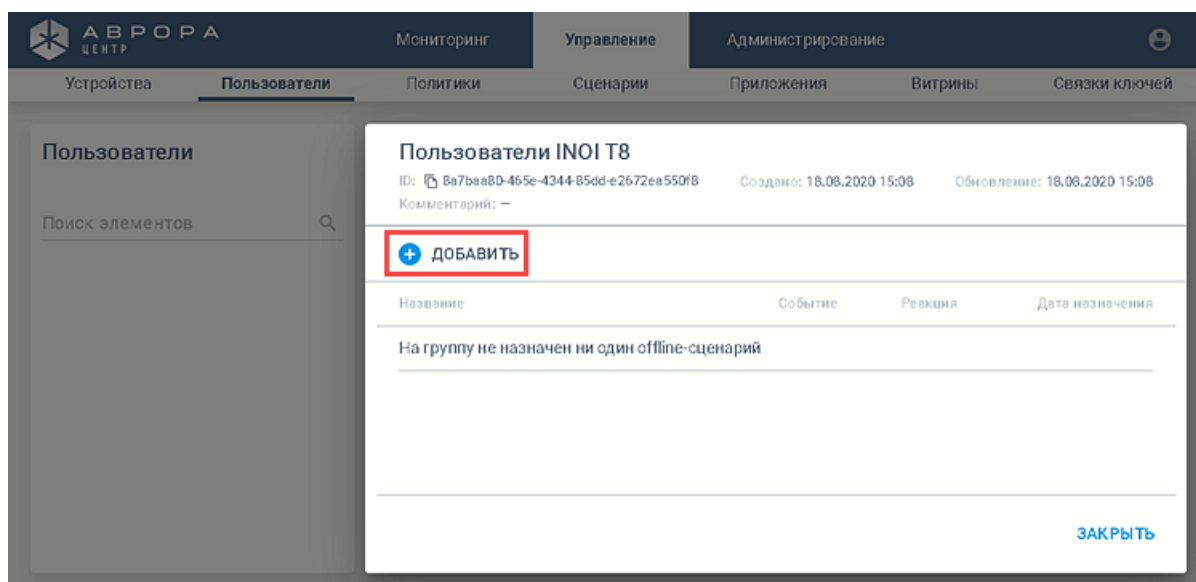 АВРОРА
ЦЕНТР
Мониторинг
Управление
Администрирование
Устройства
Пользователи
Политики
Сценарии
Приложения
Витрины
Связки ключей
Пользователи
Поиск элементов
Пользователи INOI T8
ID: 8a7baa80-465e-4344-85dd-e2672ea550f8 Создано: 18.08.2020 15:08 Обновление: 18.08.2020 15:08
Комментарий: —
ДОБАВИТЬ
Название Событие Реакция Дата назначения
На группу не назначен ни один offline-сценарий
ЗАКРЫТЬ